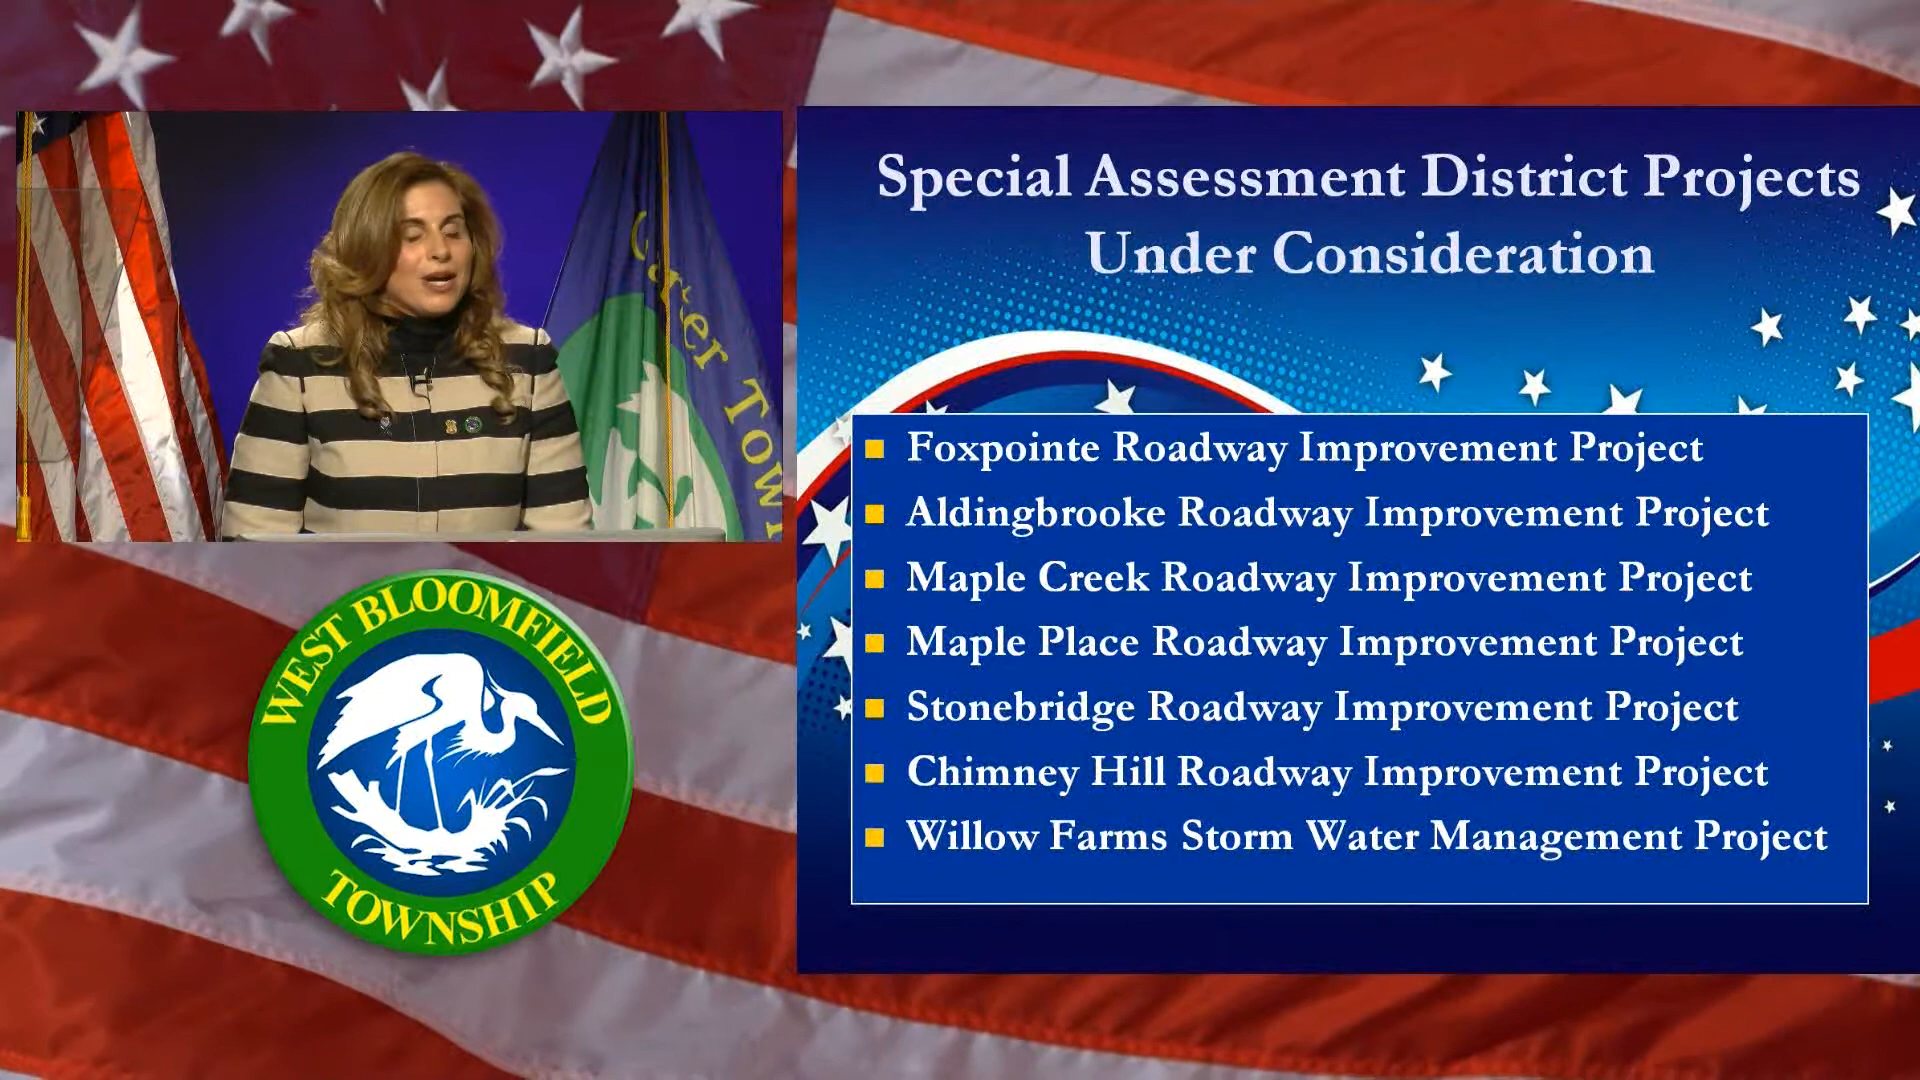 Special Assessment District Projects
Under Consideration
Foxpointe Roadway Improvement Project
Aldingbrooke Roadway Improvement Project
Maple Creek Roadway Improvement Project
Maple Place Roadway Improvement Project
Stonebridge Roadway Improvement Project
Chimney Hill Roadway Improvement Project
Willow Farms Storm Water Management Project
WEST BLOOMFIELD
TOWNSHIP